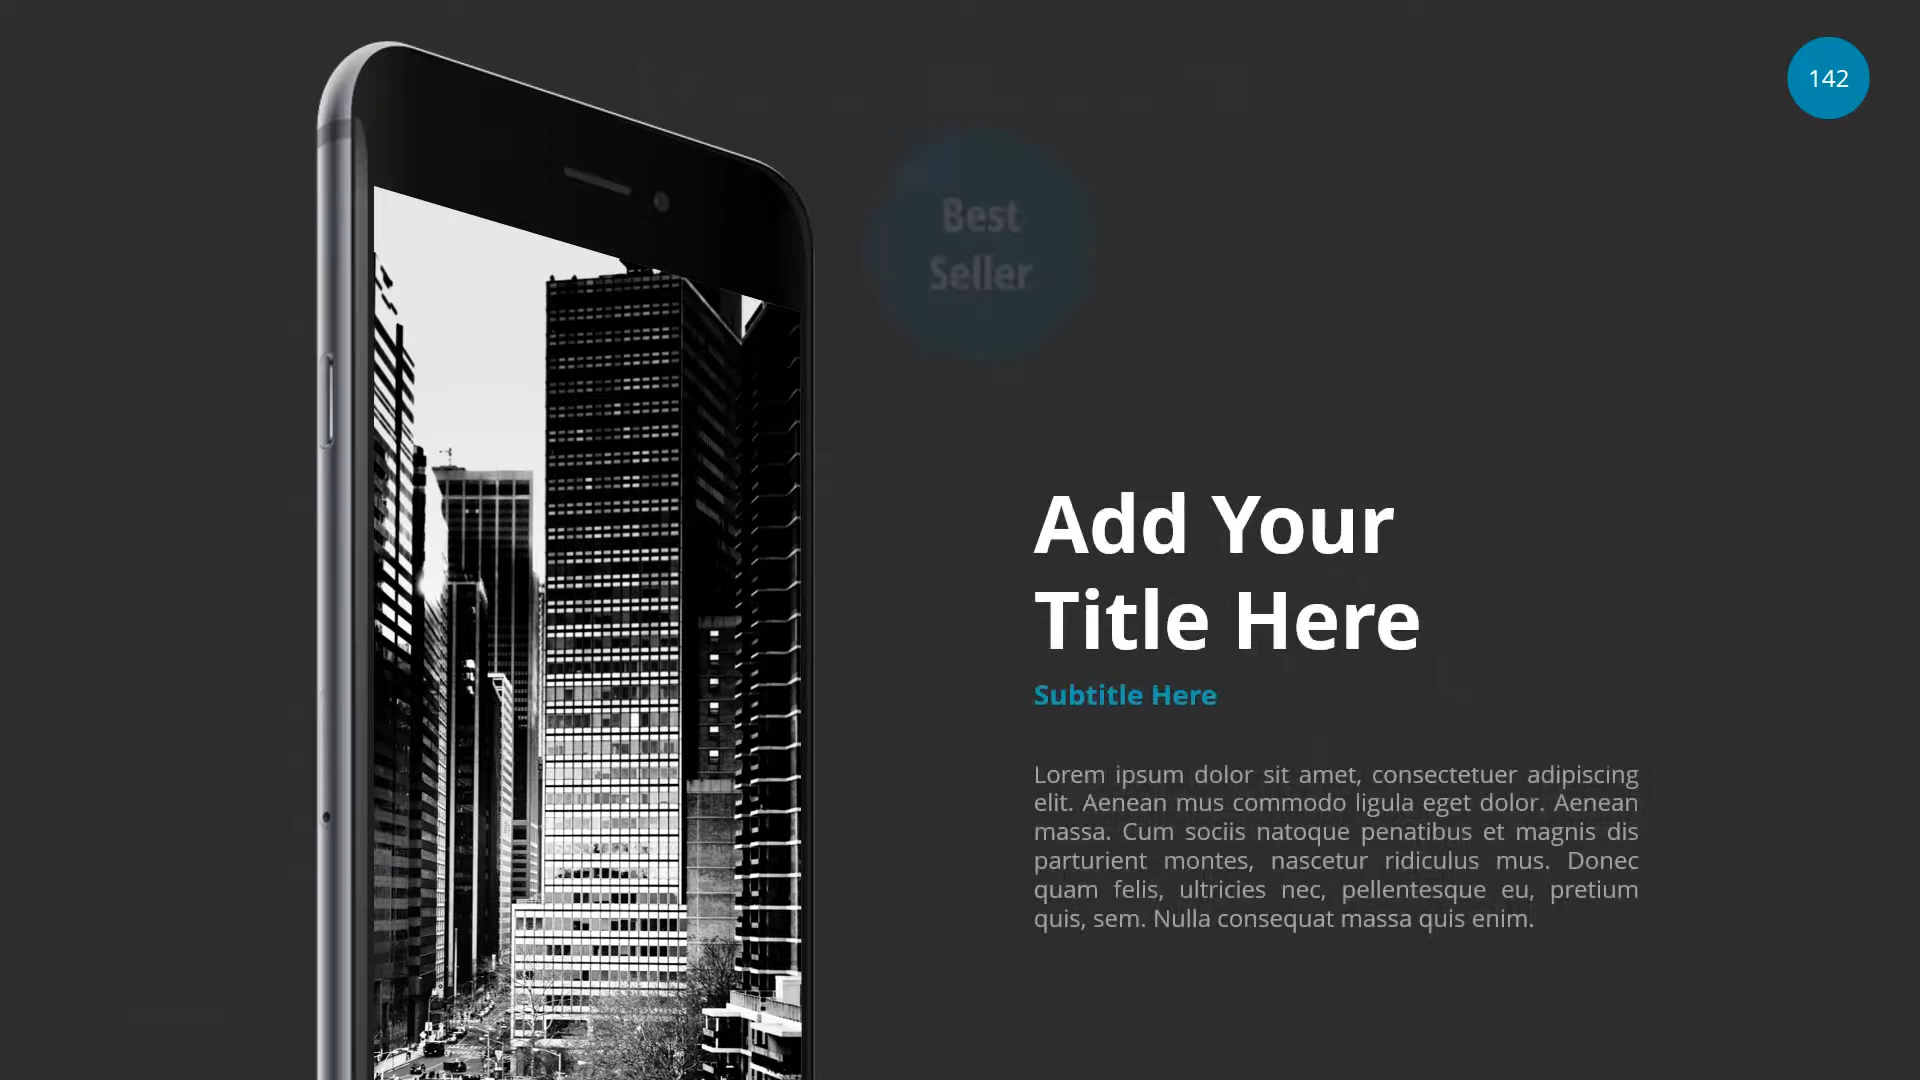 142
Best
Seller
Add Your
Title Here
Subtitle Here
Lorem ipsum dolor sit amet, consectetuer adipiscing
elit. Aenean mus commodo ligula eget dolor. Aenean
massa. Cum sociis natoque penatibus et magnis dis
parturient montes, nascetur ridiculus mus. Donec
quam felis, ultricies nec, pellentesque eu, pretium
quis, sem. Nulla consequat massa quis enim.